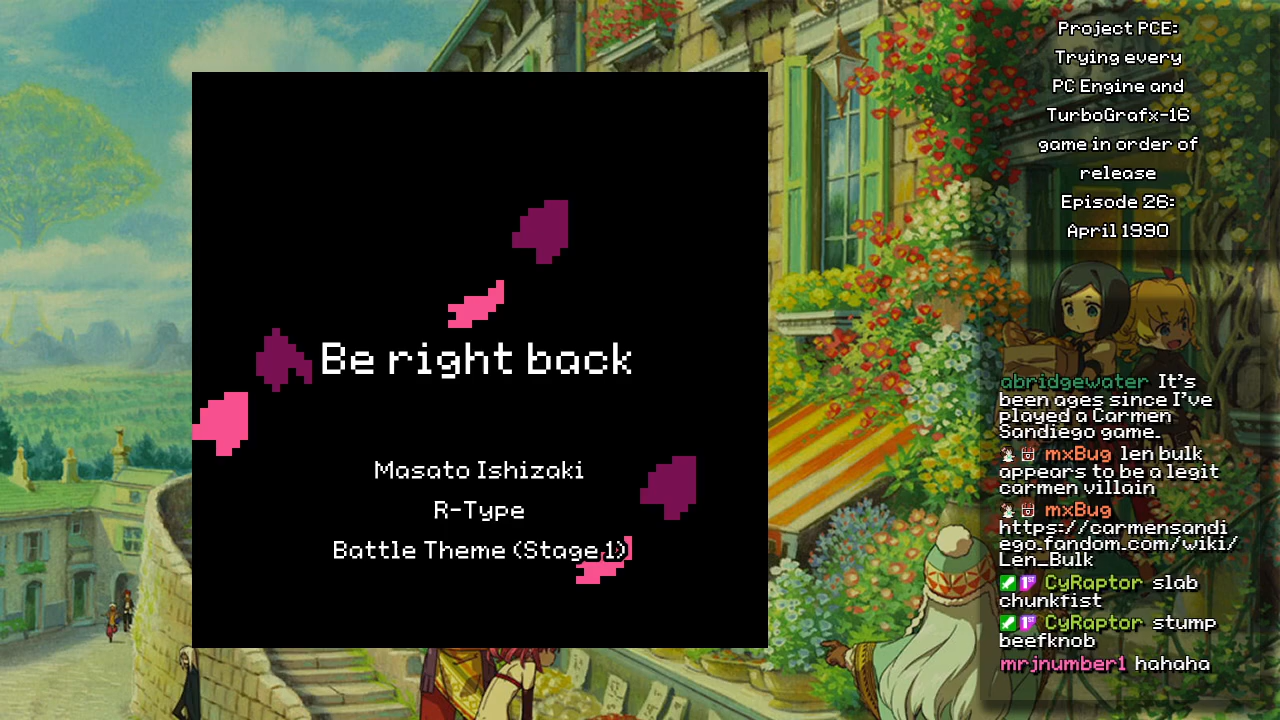 Project PCE:
Trying every
PC Engine and
TurboGrafx-16
game in order of
release
Episode 26:
April 1990
Be right back
Masato Ishizaki
R-Type
Battle Theme (Stage 1)
abridgewater It's
been ages since I've
played a Carmen
Sandiego game.
mxBug len bulk
appears to be a legit
carmen villain
mxBug
https://carmensandi
ego.fandom.com/wiki/
Len_Bulk
1ST CyRaptor slab
chunkfist
1ST CyRaptor stump
beefknob
mrjnumber1 hahaha